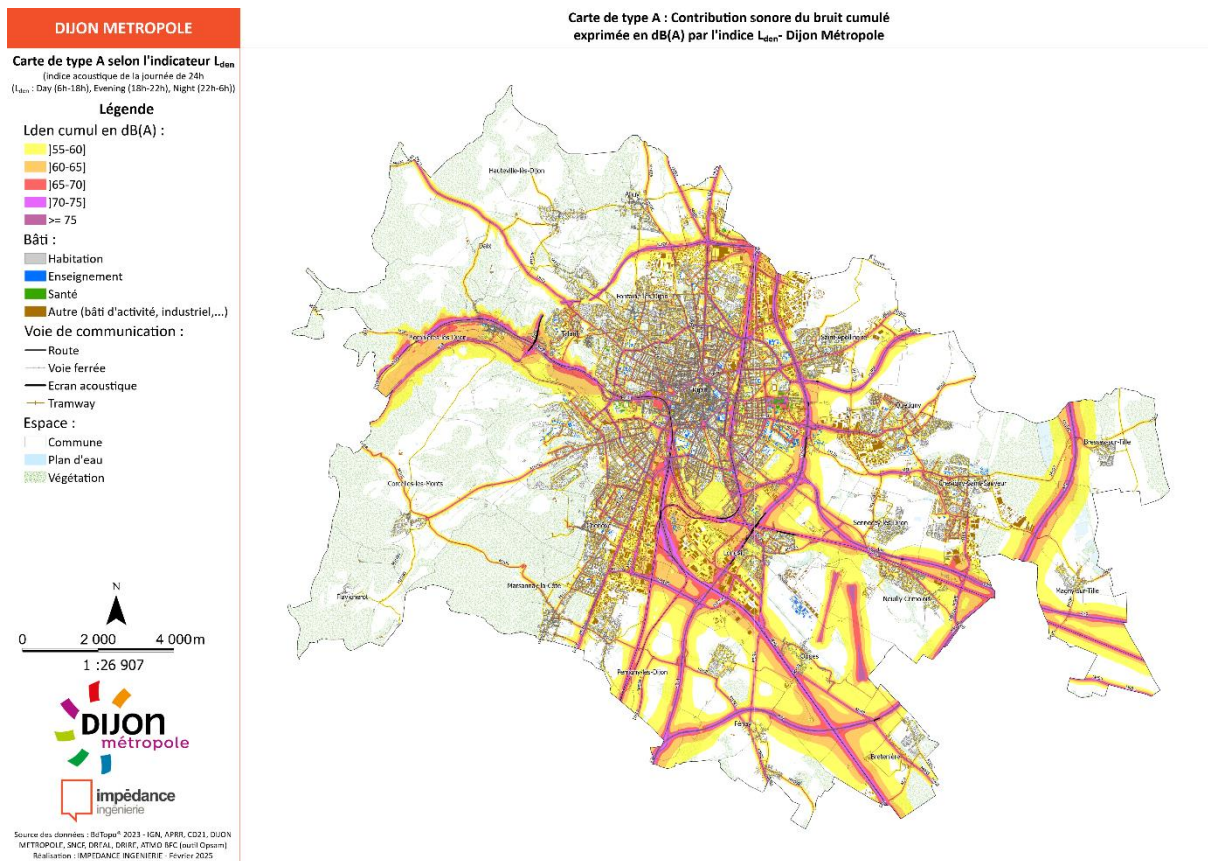 DIJON METROPOLE
Carte de type A selon l'indicateur Lden
(indice acoustique de la journée de 24h
(Lden : Day (6h-18h), Evening (18h-22h), Night (22h-6h))
Légende
Lden cumul en dB(A) :
]55-60]
]60-65]
]65-70]
]70-75]
>= 75
Bâti :
Habitation
Enseignement
Santé
Autre (bâti d'activité, industriel,...)
Voie de communication :
Route
Voie ferrée
Ecran acoustique
Tramway
Espace :
Commune
Plan d'eau
Végétation
N
0 2 000 4 000m
1 :26 907
DIJON
métropole
impédance
ingénierie
Source des données : BdTopo® 2023 - IGN, APRR, CD21, DIJON
METROPOLE, SNCF, DREAL, DRIRE, ATMO BFC (outil Opsam)
Réalisation : IMPEDANCE INGENIERIE - Février 2025
Carte de type A : Contribution sonore du bruit cumulé
exprimée en dB(A) par l'indice Lden- Dijon Métropole
Hauteville-lès-Dijon
Ahuy
Daix
Fontaine-lès-Dijon
Plombières-lès-Dijon
Talant
Saint-Apollinaire
Dijon
Quetigny
Bressey-sur-Tille
Corcelles-les-Monts
Chevigny-Saint-Sauveur
Chenôve
Sennecey-lès-Dijon
Longvic
Marsannay-la-Côte
Flavignerot
Neuilly-Crimolois
Magny-sur-Tille
Ouges
Perrigny-lès-Dijon
Fénay
Bretenière